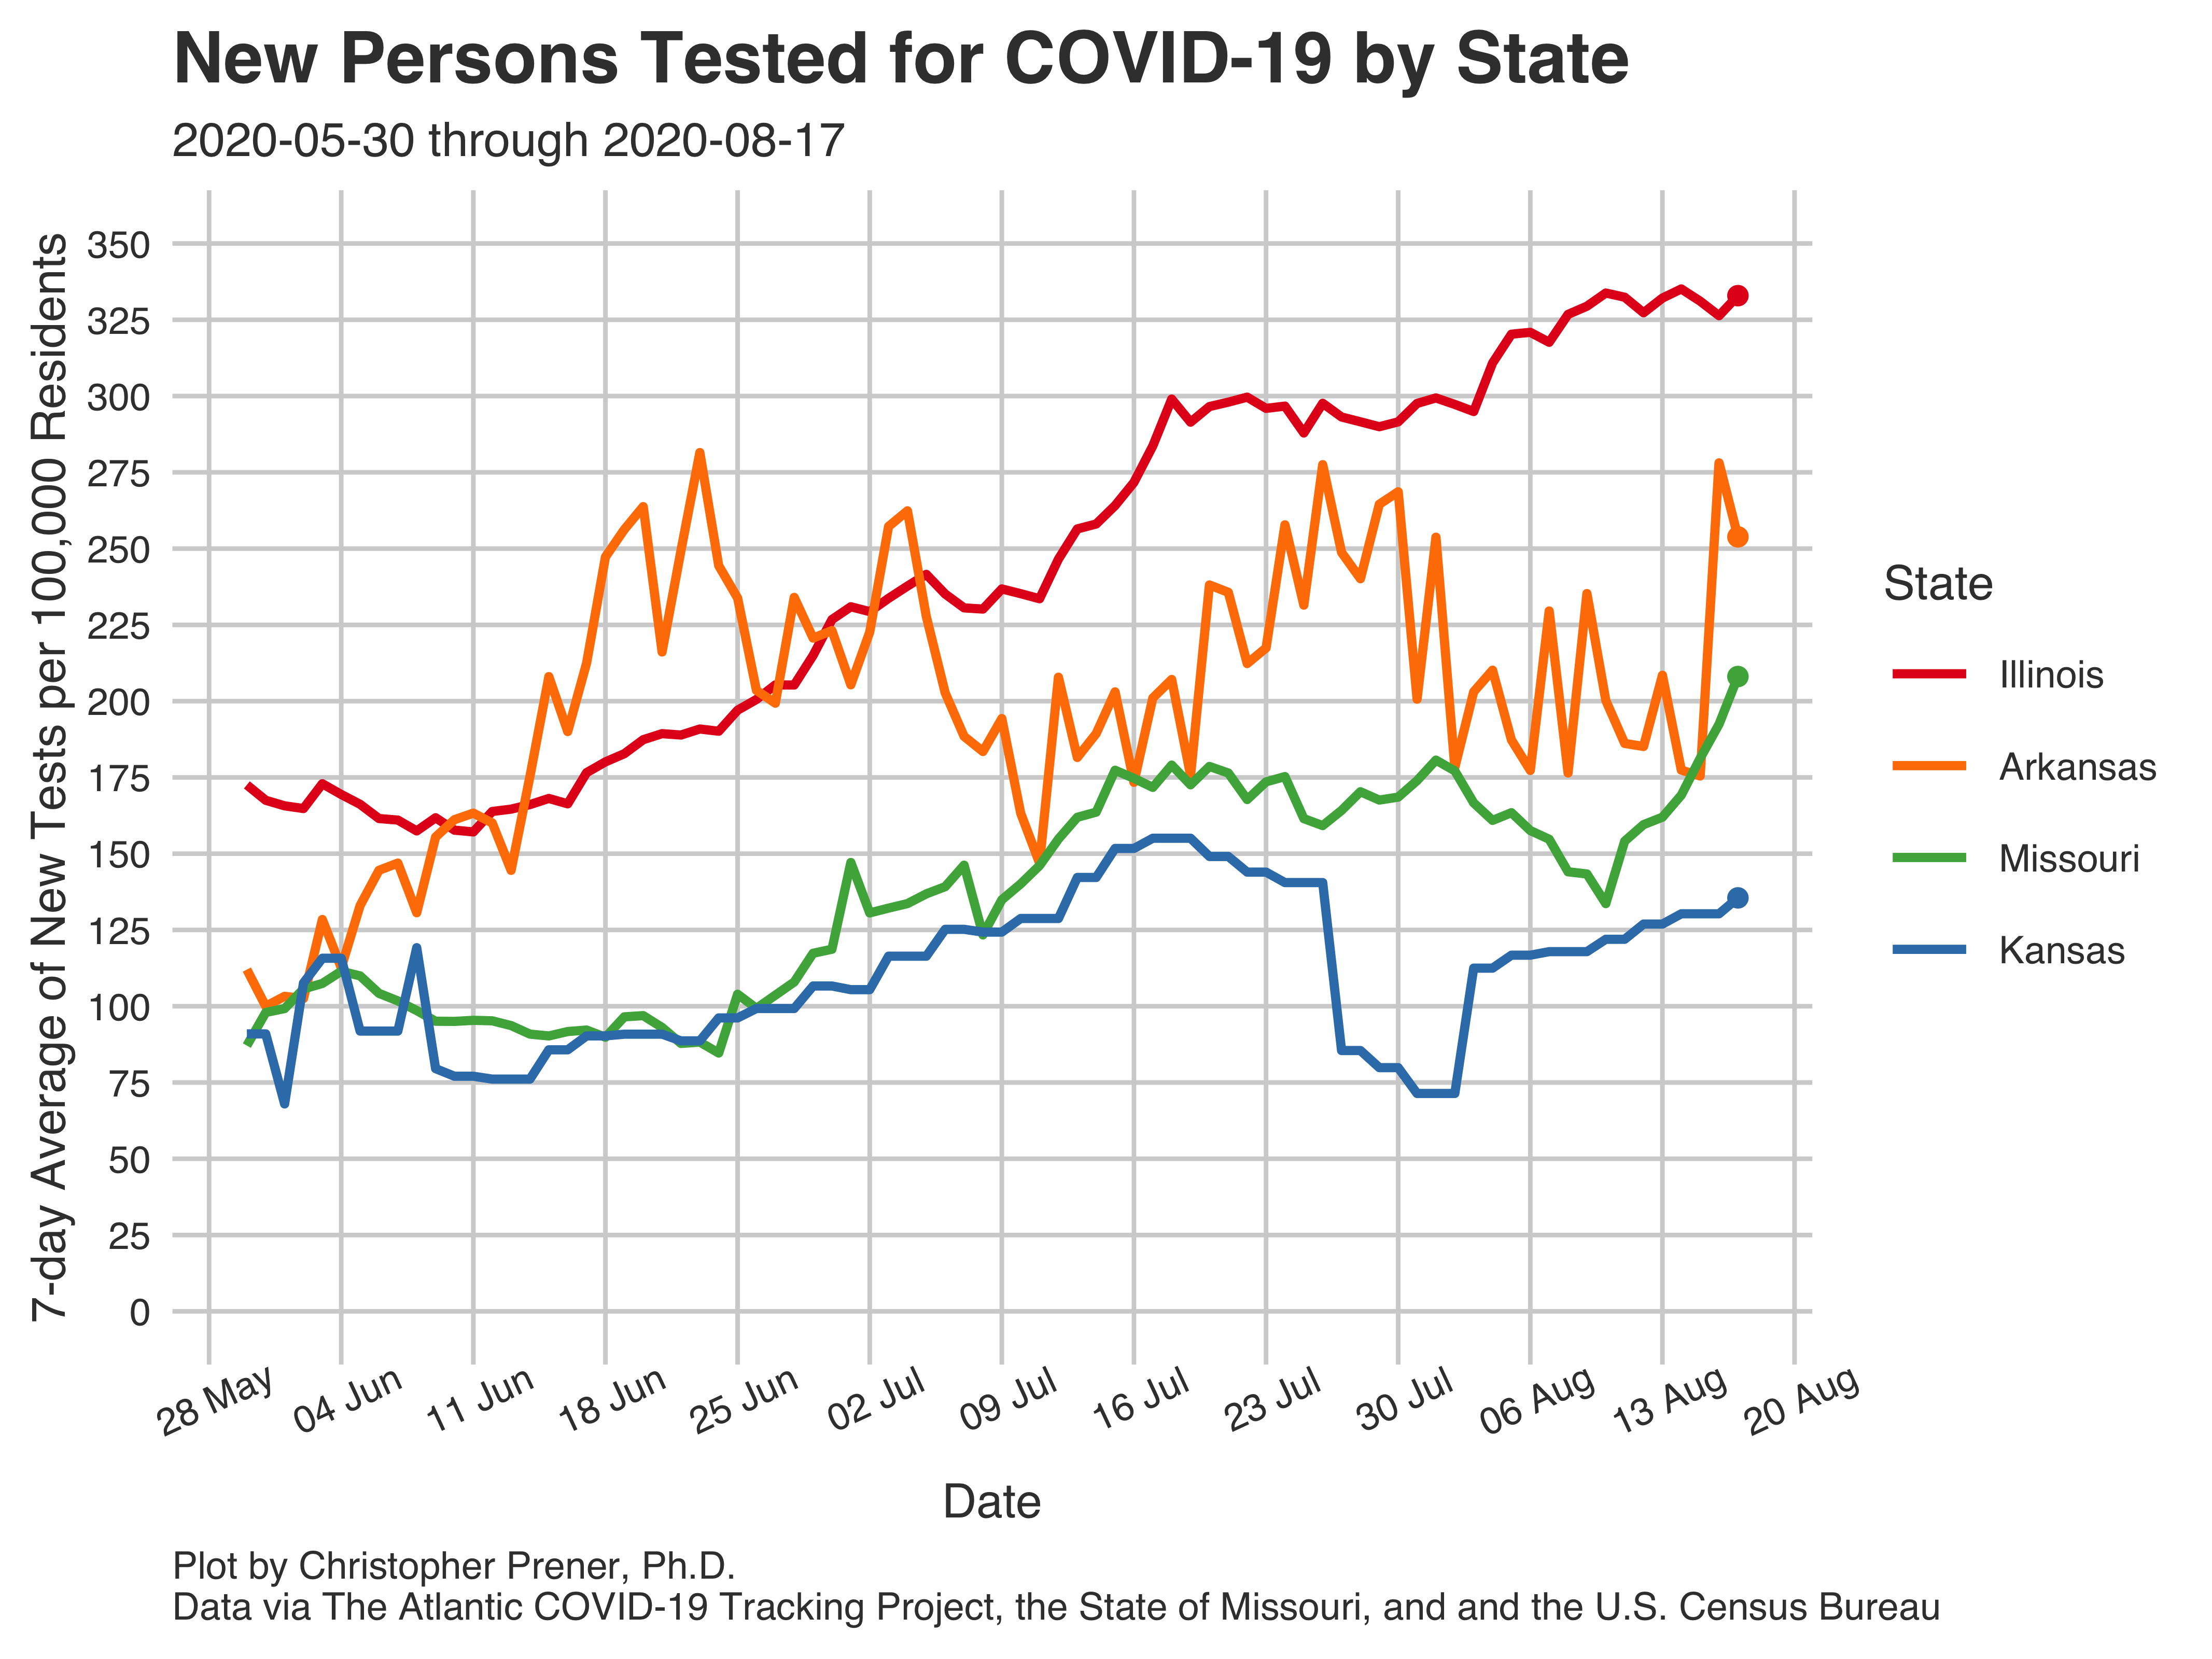 New Persons Tested for COVID-19 by State
2020-05-30 through 2020-08-17
7-day Average of New Tests per 100,000 Residents
350
325
300
275
250
225
200
175
150
125
100
75
50
25
0
28 May
04 Jun
11 Jun
18 Jun
25 Jun
02 Jul
09 Jul
16 Jul
23 Jul
30 Jul
06 Aug
13 Aug
20 Aug
Date
State
Illinois
Arkansas
Missouri
Kansas
Plot by Christopher Prener, Ph.D.
Data via The Atlantic COVID-19 Tracking Project, the State of Missouri, and and the U.S. Census Bureau